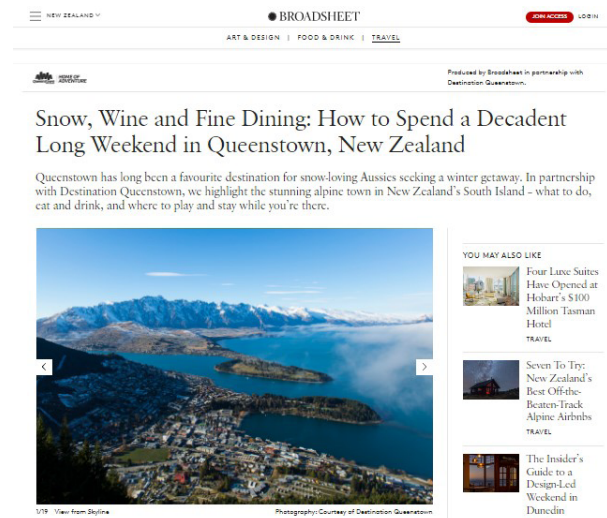 NEW ZEALAND
BROADSHEET
JOIN ACCESS
LOGIN
ART & DESIGN | FOOD & DRINK | TRAVEL
HOME OF
ADVENTURE
Produced by Broadsheet in partnership with
Destination Queenstown.
Snow, Wine and Fine Dining: How to Spend a Decadent
Long Weekend in Queenstown, New Zealand
Queenstown has long been a favourite destination for snow-loving Aussies seeking a winter getaway. In partnership
with Destination Queenstown, we highlight the stunning alpine town in New Zealand's South Island – what to do,
eat and drink, and where to play and stay while you're there.
1/19 View from Skyline
Photography: Courtesy of Destination Queenstown
YOU MAY ALSO LIKE
Four Luxe Suites
Have Opened at
Hobart's $100
Million Tasman
Hotel
TRAVEL
Seven To Try:
New Zealand's
Best Off-the-
Beaten-Track
Alpine Airbnbs
TRAVEL
The Insider's
Guide to a
Design-Led
Weekend in
Dunedin